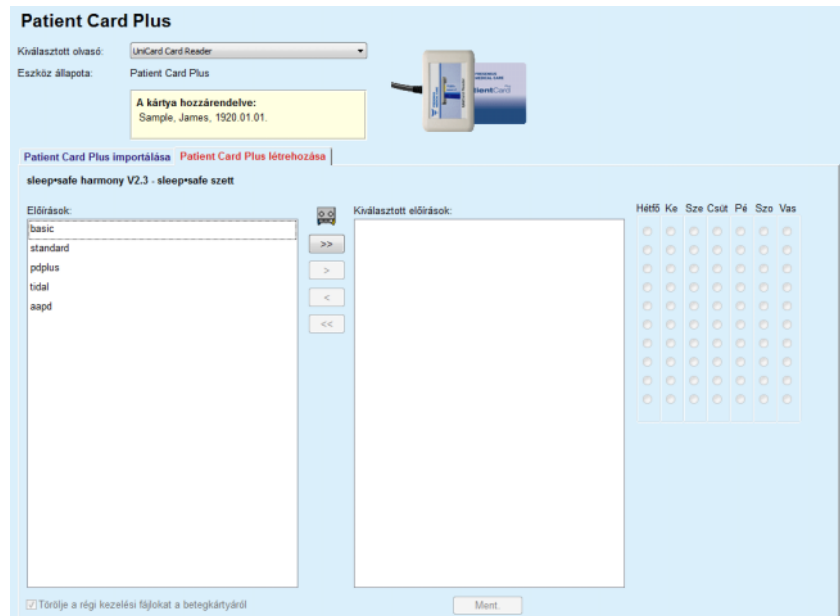 Patient Card Plus
Kiválasztott olvasó: UniCard Card Reader
Eszköz állapota: Patient Card Plus
A kártya hozzárendelve:
Sample, James, 1920.01.01.
Patient Card Plus importálása Patient Card Plus létrehozása
sleep•safe harmony V2.3 - sleep•safe szett
Előírások: Kiválasztott előírások: Hétfő Ke Sze Csüt Pé Szo Vas
basic
standard
pdplus
tidal
aapd
>>
>
<
<<
Törölje a régi kezelési fájlokat a betegkártyáról Ment.